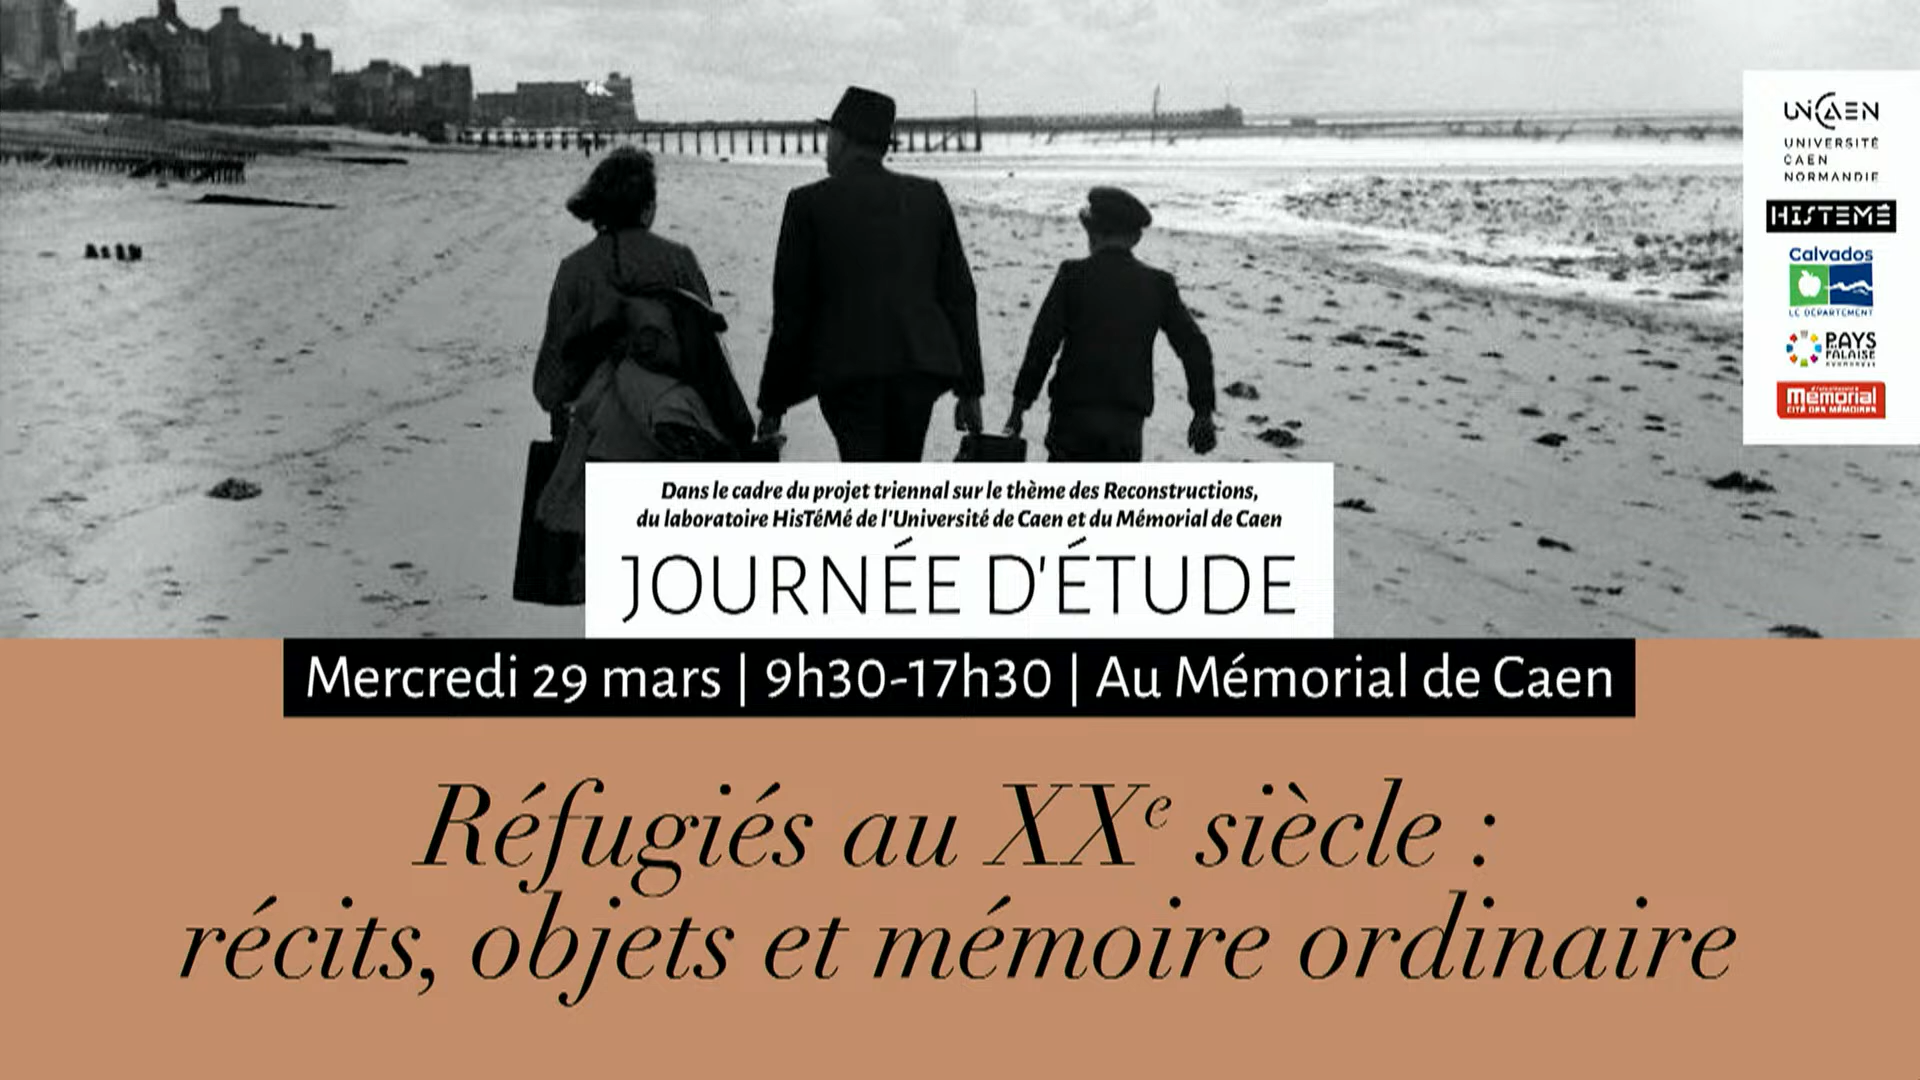 UNICAEN
UNIVERSITÉ
CAEN
NORMANDIE
HISTEMÉ
Calvados
LE DÉPARTEMENT
PAYS
FALAISE
Mémorial
CITÉ DES MÉMOIRES
Dans le cadre du projet triennal sur le thème des Reconstructions,
du laboratoire HisTéMé de l'Université de Caen et du Mémorial de Caen
JOURNÉE D'ÉTUDE
Mercredi 29 mars | 9h30-17h30 | Au Mémorial de Caen
Réfugiés au XXe siècle :
récits, objets et mémoire ordinaire